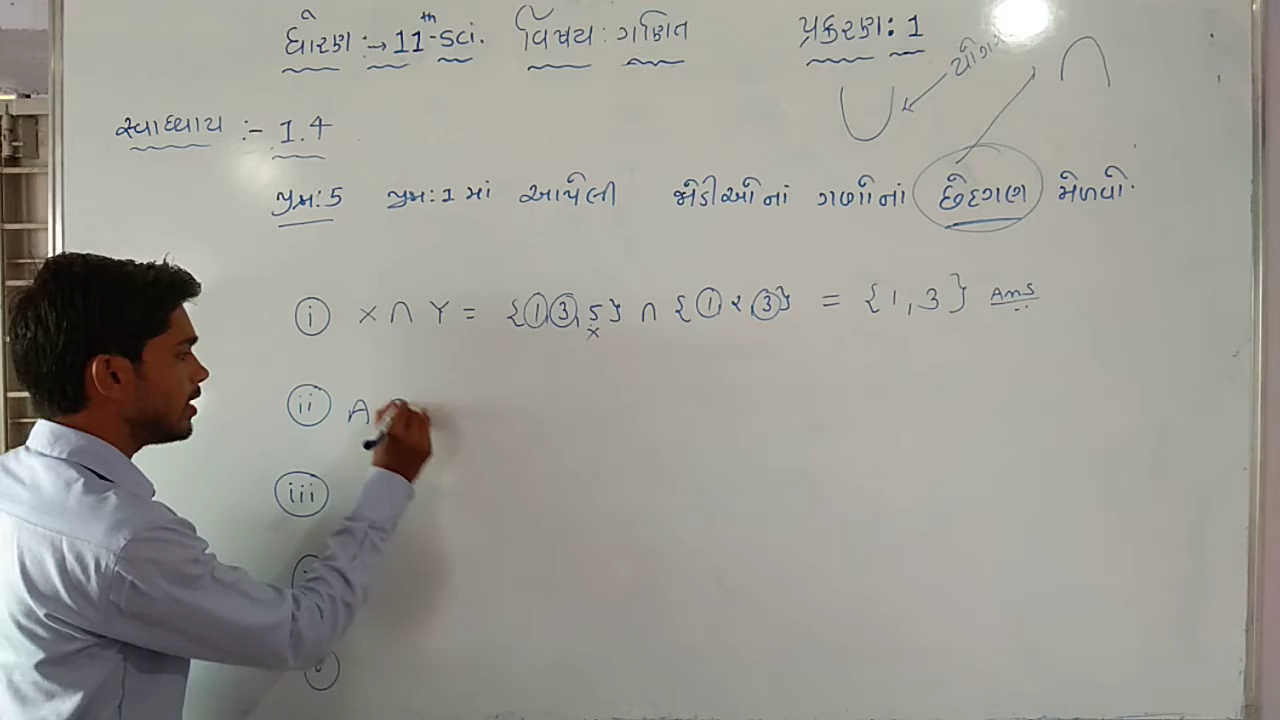 ધોરણ :→ 11th-sci. વિષય: ગણિત પ્રકરણ: 1
સ્વાધ્યાય :- 1.4
પ્રશ્ન: 5 પ્રશ્ન: 1 માં આપેલી જોડીઓનાં ગણોનાં છેદગણ મેળવો.
(i) X ∩ Y = {1, 3, 5} ∩ {1 2 3} = {1, 3} Ans
(ii) A
(iii)